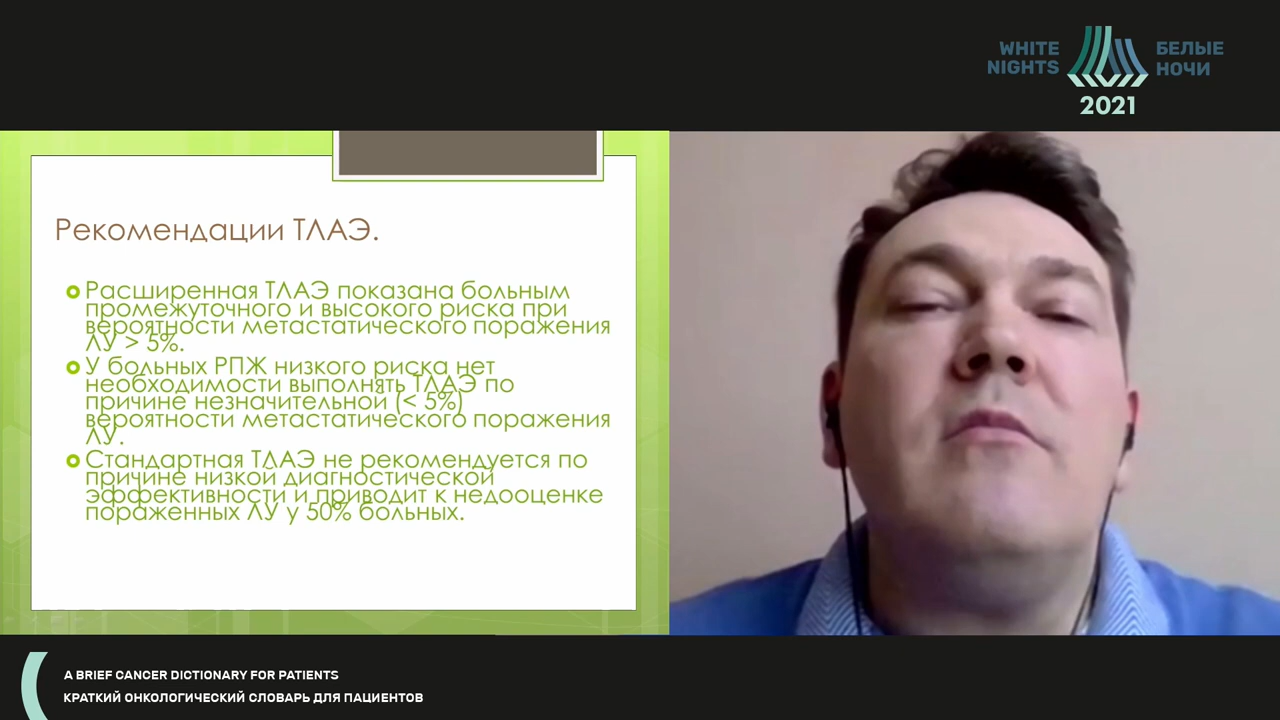 WHITE
NIGHTS
БЕЛЫЕ
НОЧИ
2021
Рекомендации ТЛАЭ.
Расширенная ТЛАЭ показана больным
промежуточного и высокого риска при
вероятности метастатического поражения
ЛУ > 5%.
У больных РПЖ низкого риска нет
необходимости выполнять ТЛАЭ по
причине незначительной (< 5%)
вероятности метастатического поражения
ЛУ.
Стандартная ТЛАЭ не рекомендуется по
причине низкой диагностической
эффективности и приводит к недооценке
пораженных ЛУ у 50% больных.
A BRIEF CANCER DICTIONARY FOR PATIENTS
КРАТКИЙ ОНКОЛОГИЧЕСКИЙ СЛОВАРЬ ДЛЯ ПАЦИЕНТОВ